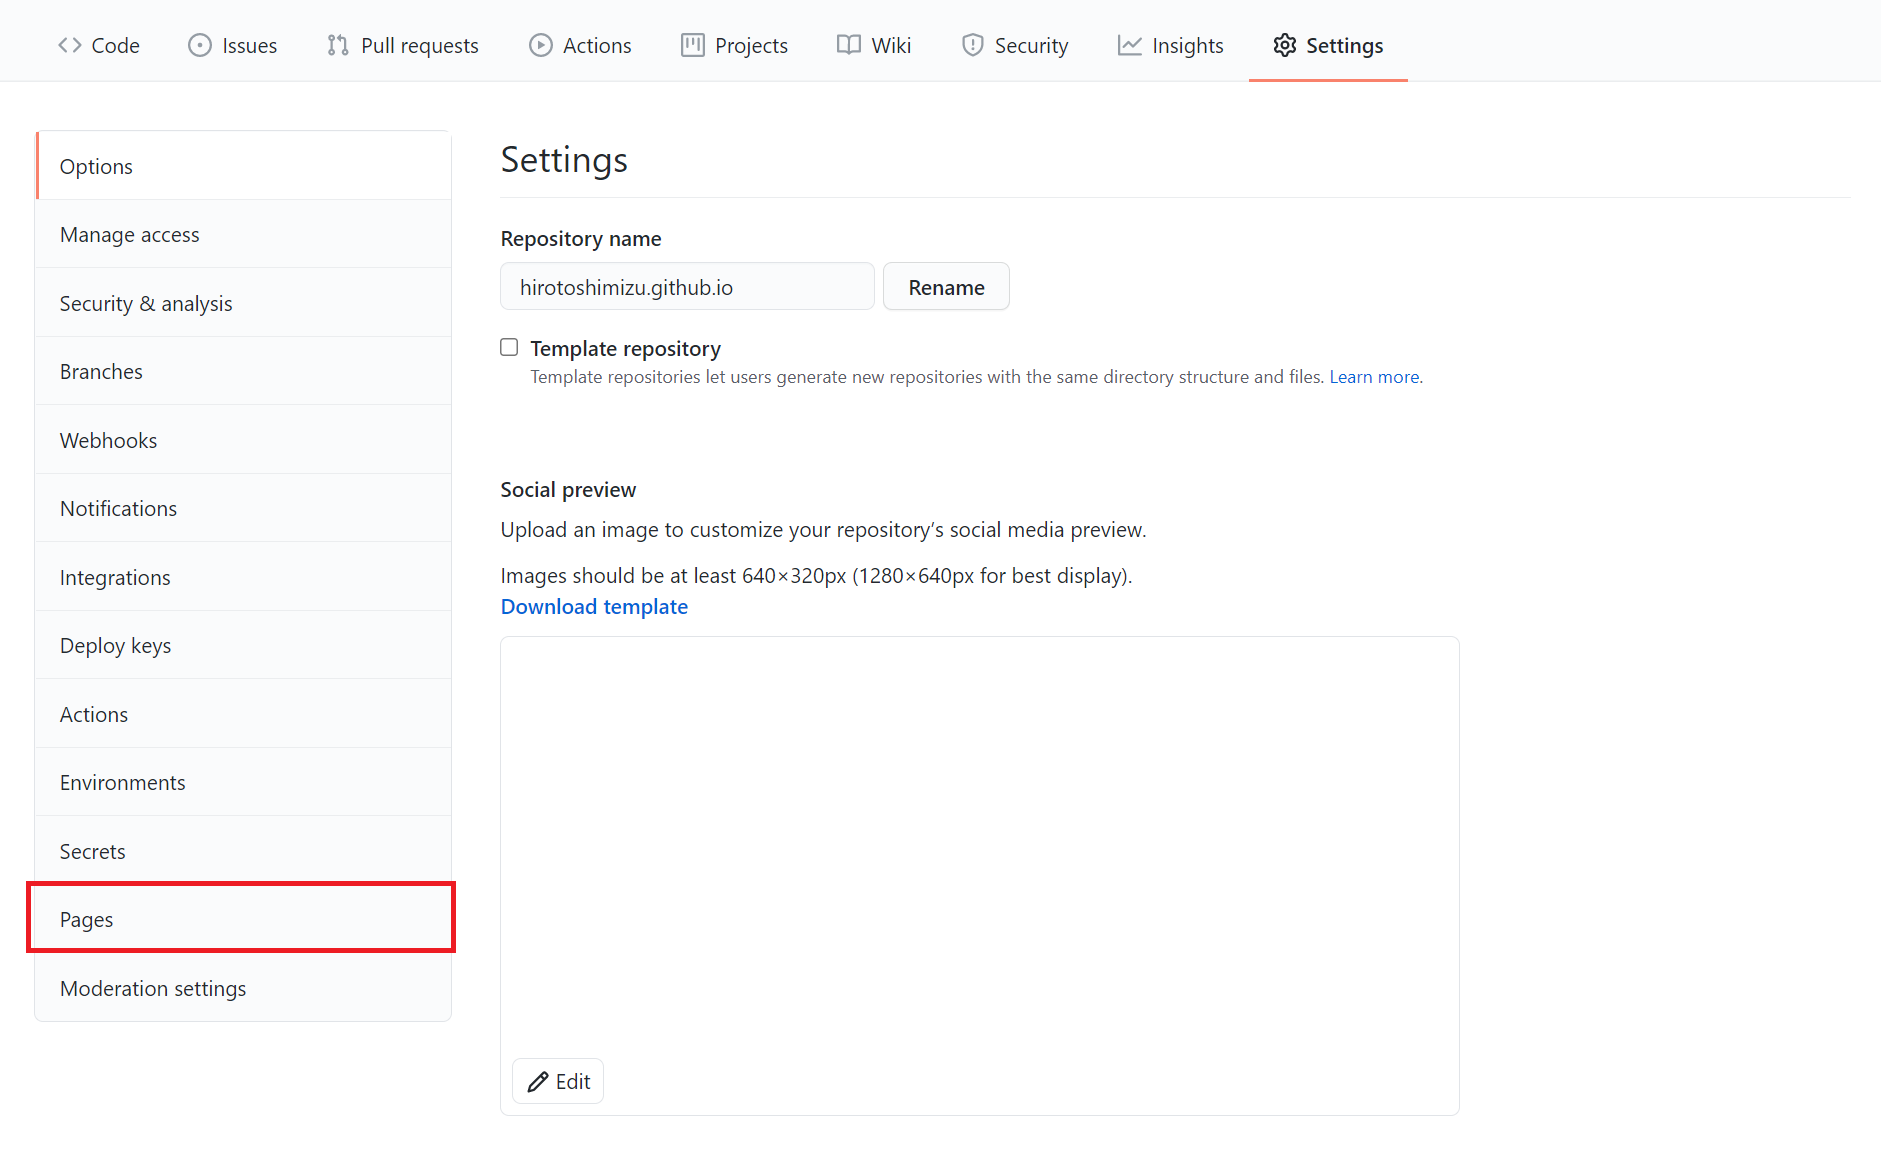 Code Issues Pull requests Actions Projects Wiki Security Insights Settings
Options
Manage access
Security & analysis
Branches
Webhooks
Notifications
Integrations
Deploy keys
Actions
Environments
Secrets
Pages
Moderation settings
Settings
Repository name
hirotoshimizu.github.io Rename
Template repository
Template repositories let users generate new repositories with the same directory structure and files. Learn more.
Social preview
Upload an image to customize your repository’s social media preview.
Images should be at least 640×320px (1280×640px for best display).
Download template
Edit